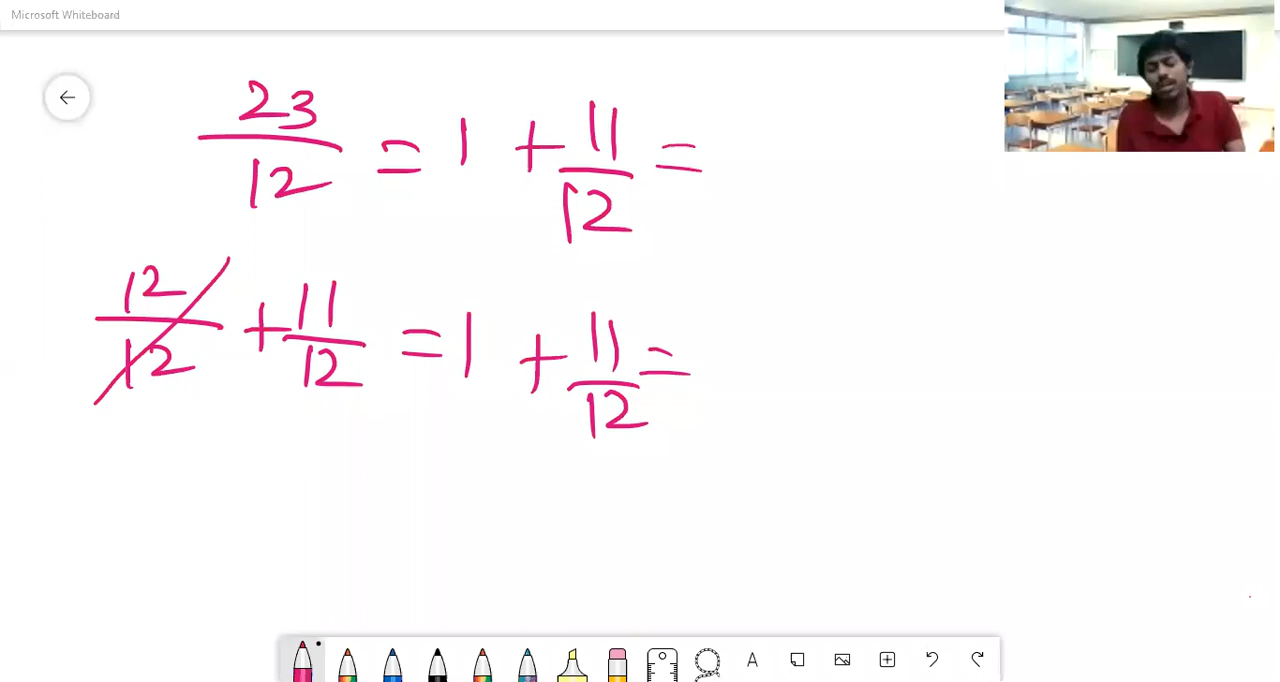 Microsoft Whiteboard
23/12 = 1 + 11/12 =
12/12 + 11/12 = 1 + 11/12 =
A